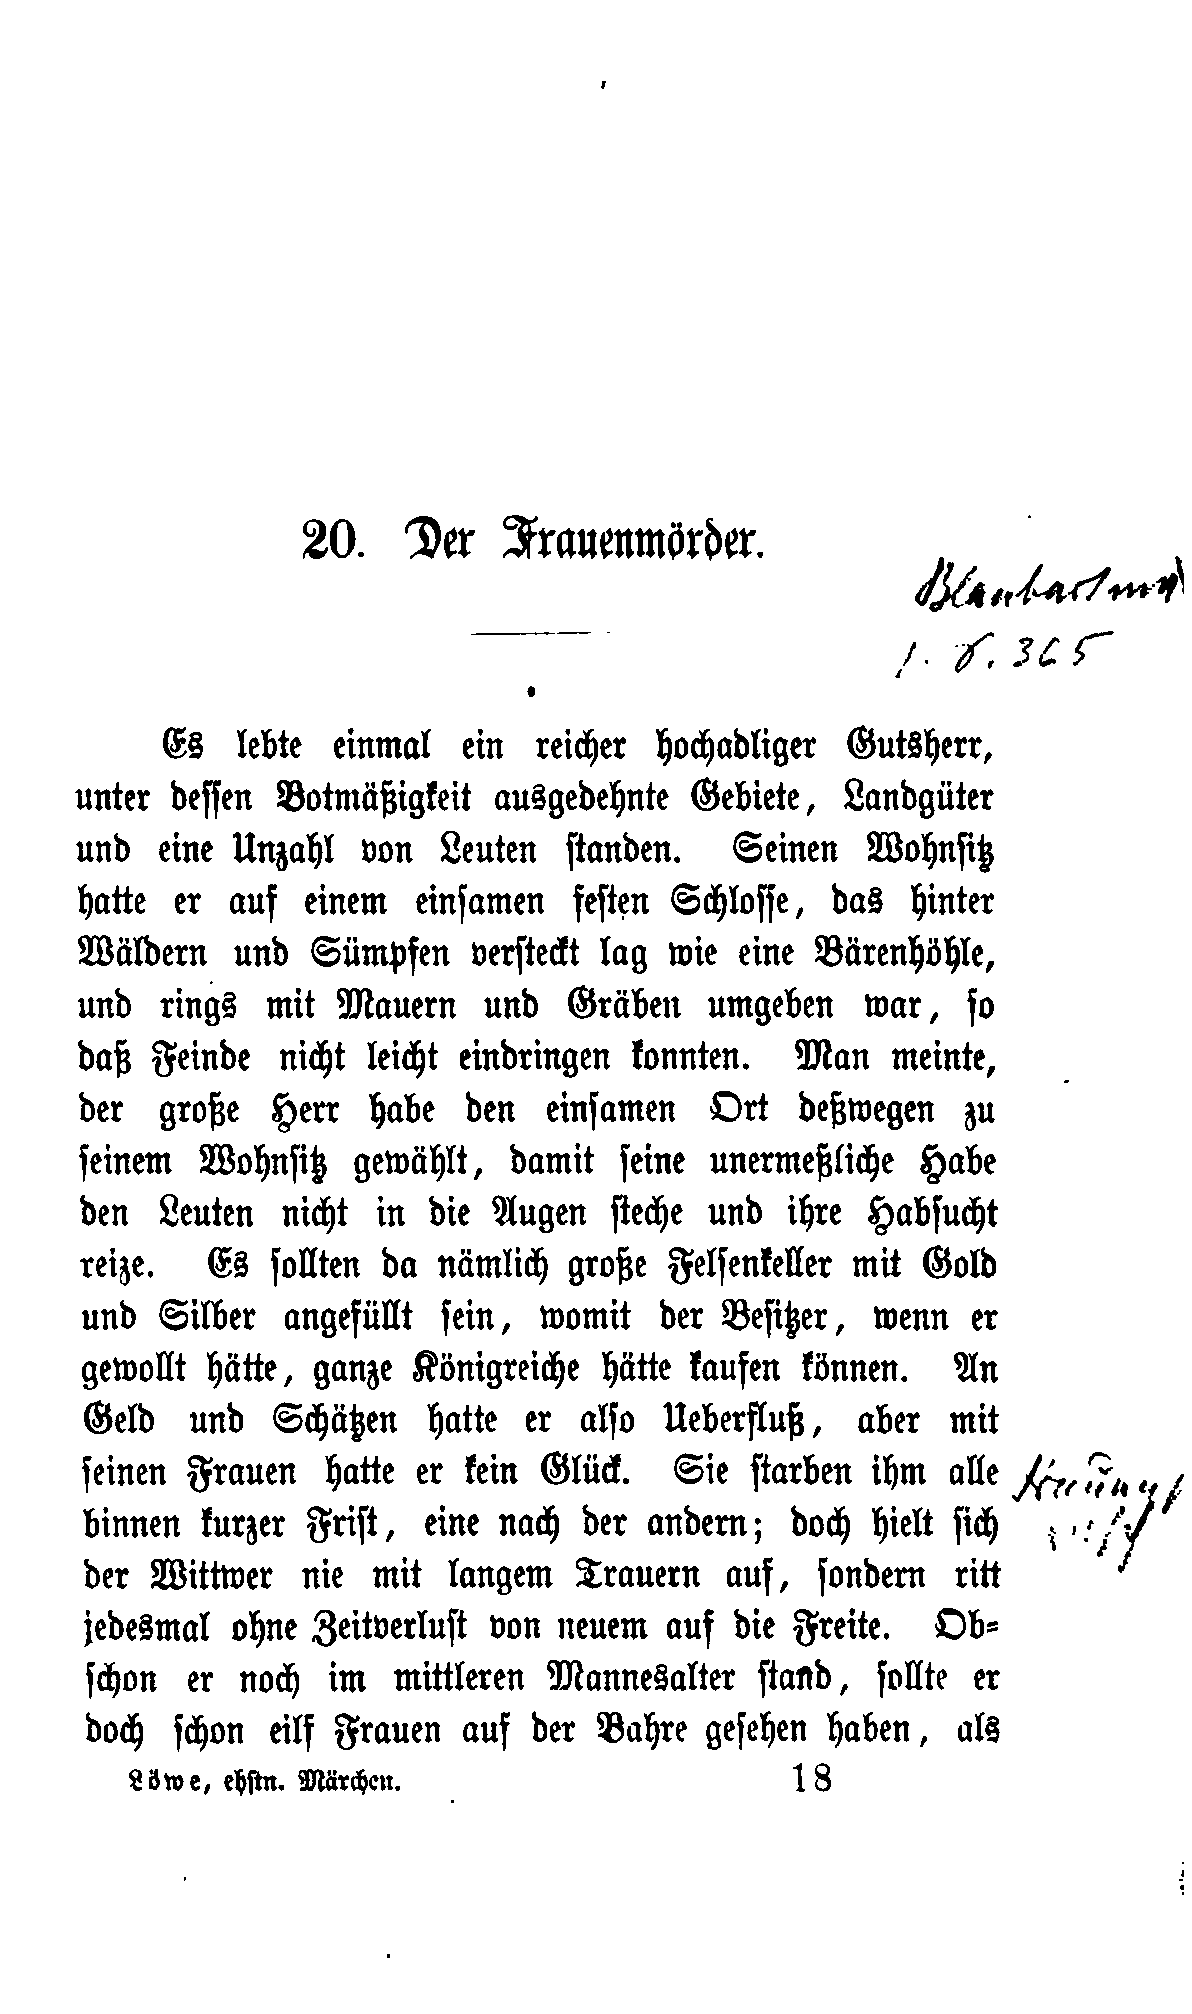 20. Der Frauenmörder.
Blaubart
1. S. 365
Es lebte einmal ein reicher hochadliger Gutsherr,
unter dessen Botmäßigkeit ausgedehnte Gebiete, Landgüter
und eine Unzahl von Leuten standen. Seinen Wohnsitz
hatte er auf einem einsamen festen Schlosse, das hinter
Wäldern und Sümpfen versteckt lag wie eine Bärenhöhle,
und rings mit Mauern und Gräben umgeben war, so
daß Feinde nicht leicht eindringen konnten. Man meinte,
der große Herr habe den einsamen Ort deßwegen zu
seinem Wohnsitz gewählt, damit seine unermeßliche Habe
den Leuten nicht in die Augen steche und ihre Habsucht
reize. Es sollten da nämlich große Felsenkeller mit Gold
und Silber angefüllt sein, womit der Besitzer, wenn er
gewollt hätte, ganze Königreiche hätte kaufen können. An
Geld und Schätzen hatte er also Ueberfluß, aber mit
seinen Frauen hatte er kein Glück. Sie starben ihm alle
binnen kurzer Frist, eine nach der andern; doch hielt sich
der Wittwer nie mit langem Trauern auf, sondern ritt
jedesmal ohne Zeitverlust von neuem auf die Freite. Ob-
schon er noch im mittleren Mannesalter stand, sollte er
doch schon eilf Frauen auf der Bahre gesehen haben, als
Löwe, ehstn. Märchen. 18